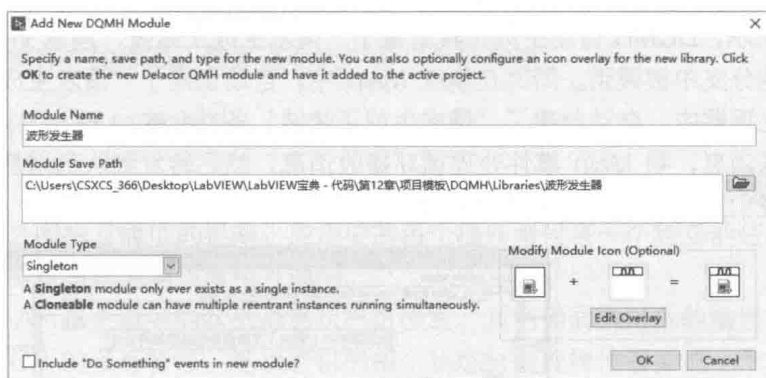 Add New DQMH Module
Specify a name, save path, and type for the new module. You can also optionally configure an icon overlay for the new library. Click
OK to create the new Delacor QMH module and have it added to the active project.
Module Name
波形发生器
Module Save Path
C:\Users\CSXCS_366\Desktop\LabVIEW\LabVIEW宝典 - 代码\第12章\项目模板\DQMH\Libraries\波形发生器
Module Type
Singleton
A Singleton module only ever exists as a single instance.
A Cloneable module can have multiple reentrant instances running simultaneously.
Modify Module Icon (Optional)
+ =
Edit Overlay
Include "Do Something" events in new module?
OK Cancel